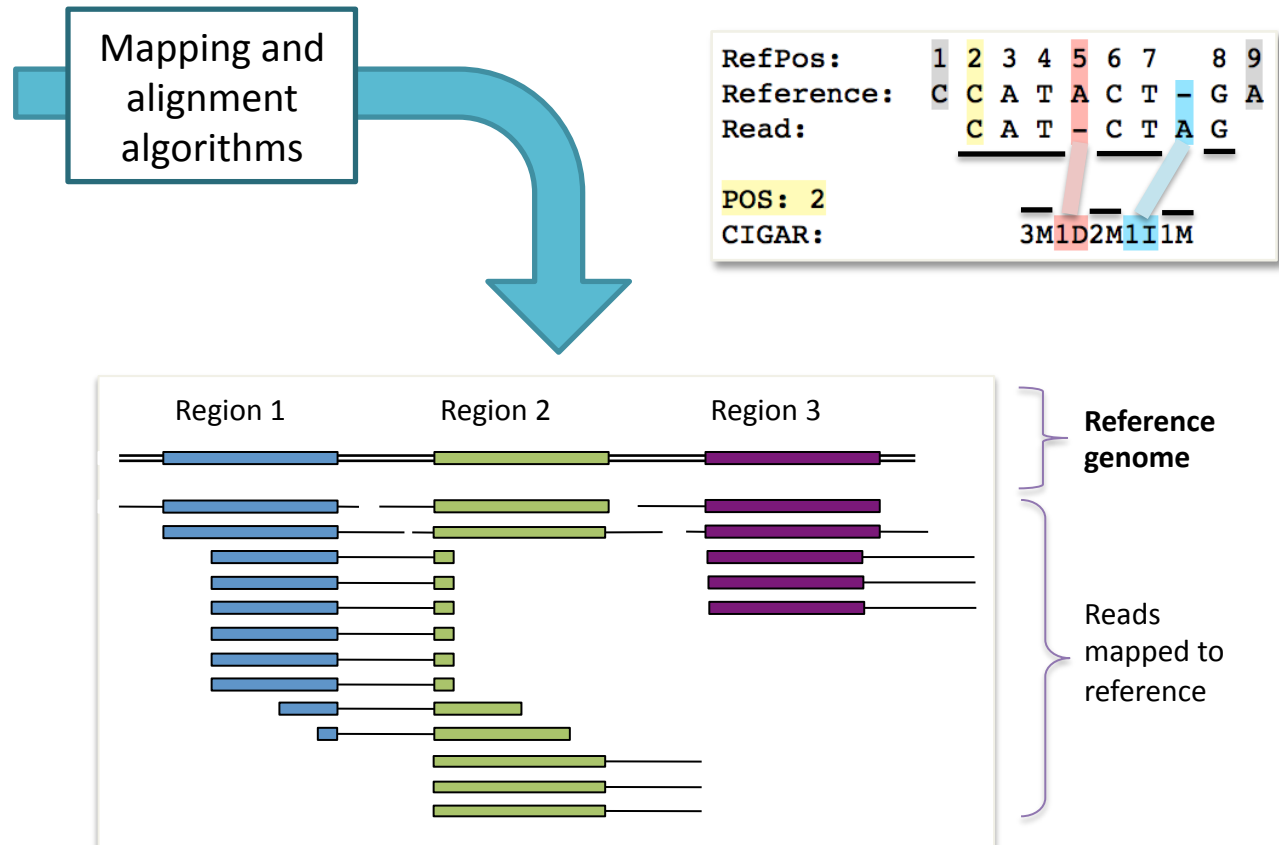 Mapping and
alignment
algorithms
RefPos: 1 2 3 4 5 6 7 8 9
Reference: C C A T A C T - G A
Read: C A T - C T A G
POS: 2
CIGAR: 3M1D2M1I1M
Region 1 Region 2 Region 3
Reference
genome
Reads
mapped to
reference